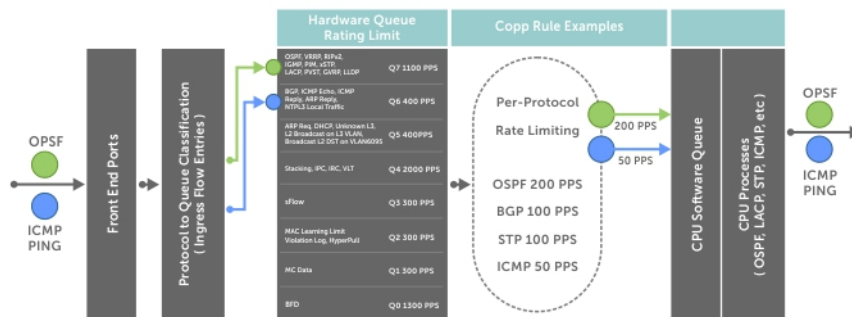 Hardware Queue
Rating Limit
Copp Rule Examples
OPSF
ICMP
PING
Front End Ports
Protocol to Queue Classification
( Ingress Flow Entries )
OSPF, VRRP, RIPv2,
IGMP, PIM, xSTP,
LACP, PVST, GVRP, LLDP
Q7 1100 PPS
BGP, ICMP Echo, ICMP
Reply, ARP Reply,
NTPL3 Local Traffic
Q6 400 PPS
ARP Req, DHCP, Unknown L3,
L2 Broadcast on L3 VLAN,
Broadcast L2 DST on VLAN6095
Q5 400PPS
Stacking, IPC, IRC, VLT
Q4 2000 PPS
sFlow
Q3 300 PPS
MAC Learning Limit
Violation Log, HyperPull
Q2 300 PPS
MC Data
Q1 300 PPS
BFD
Q0 1300 PPS
Per-Protocol
Rate Limiting
OSPF 200 PPS
BGP 100 PPS
STP 100 PPS
ICMP 50 PPS
200 PPS
50 PPS
CPU Software Queue
CPU Processes
( OSPF, LACP, STP, ICMP, etc )
OPSF
ICMP
PING